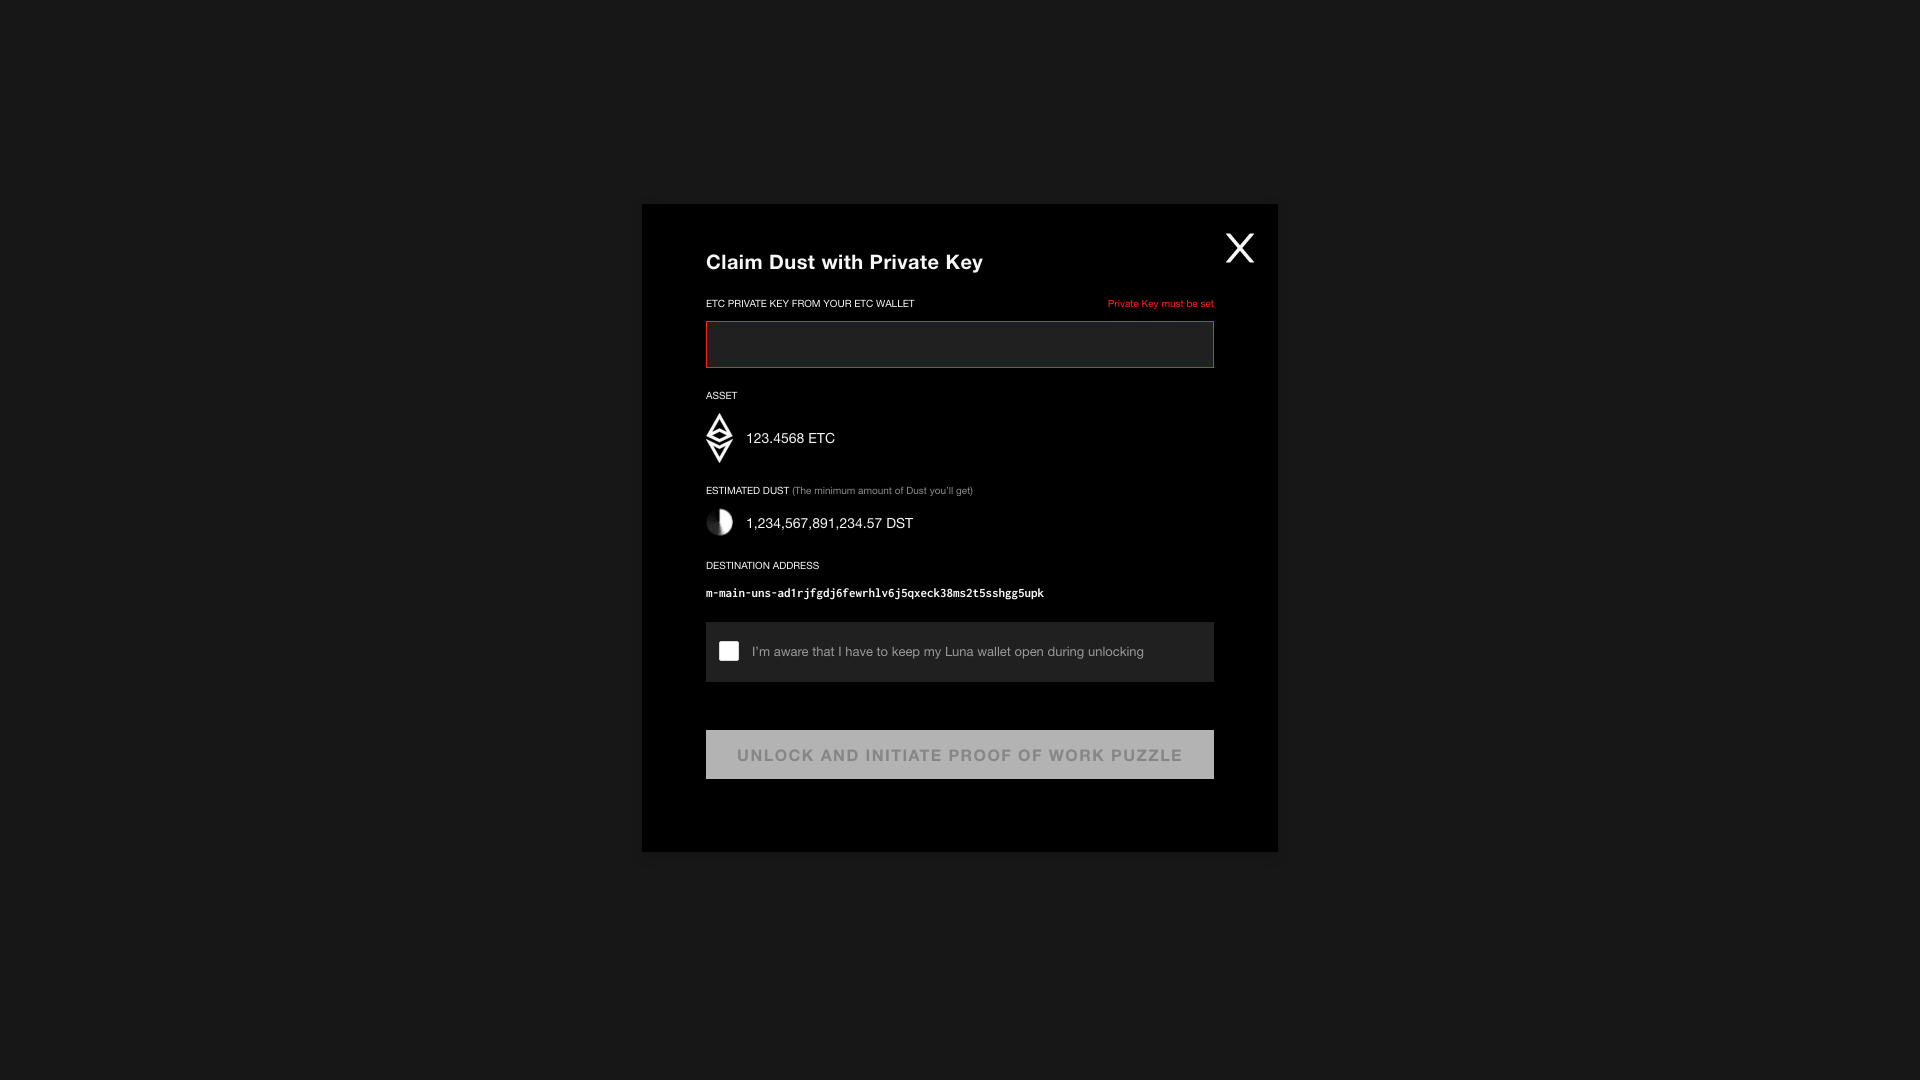 Claim Dust with Private Key
X
ETC PRIVATE KEY FROM YOUR ETC WALLET
Private Key must be set
ASSET
123.4568 ETC
ESTIMATED DUST (The minimum amount of Dust you'll get)
1,234,567,891,234.57 DST
DESTINATION ADDRESS
m-main-uns-ad1rjfgdj6fewrhlv6j5qxeck38ms2t5sshgg5upk
I'm aware that I have to keep my Luna wallet open during unlocking
UNLOCK AND INITIATE PROOF OF WORK PUZZLE